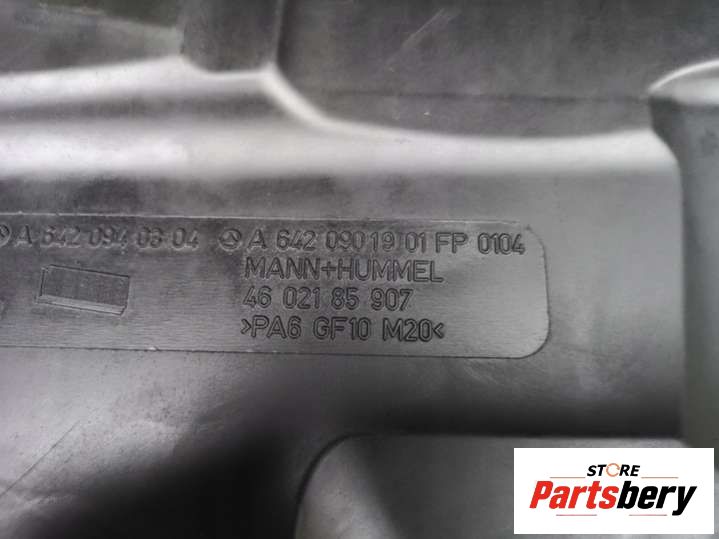 A 642 094 03 04 A 642 090 19 01 FP 0104
MANN+HUMMEL
46 021 85 907
>PA6 GF10 M20<
STORE
Partsbery